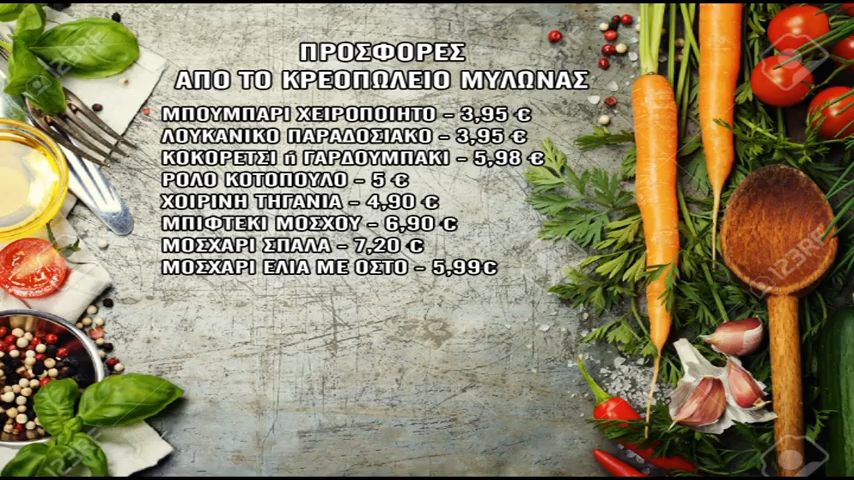 ΠΡΟΣΦΟΡΕΣ
ΑΠΟ ΤΟ ΚΡΕΟΠΩΛΕΙΟ ΜΥΛΩΝΑΣ
ΜΠΟΥΜΠΑΡΙ ΧΕΙΡΟΠΟΙΗΤΟ - 3,95 €
ΛΟΥΚΑΝΙΚΟ ΠΑΡΑΔΟΣΙΑΚΟ - 3,95 €
ΚΟΚΟΡΕΤΣΙ ή ΓΑΡΔΟΥΜΠΑΚΙ - 5,98 €
ΡΟΛΟ ΚΟΤΟΠΟΥΛΟ - 5 €
ΧΟΙΡΙΝΗ ΤΗΓΑΝΙΑ - 4,90 €
ΜΠΙΦΤΕΚΙ ΜΟΣΧΟΥ - 6,90 €
ΜΟΣΧΑΡΙ ΣΠΑΛΑ - 7,20 €
ΜΟΣΧΑΡΙ ΕΛΙΑ ΜΕ ΟΣΤΟ - 5,99€
123RF